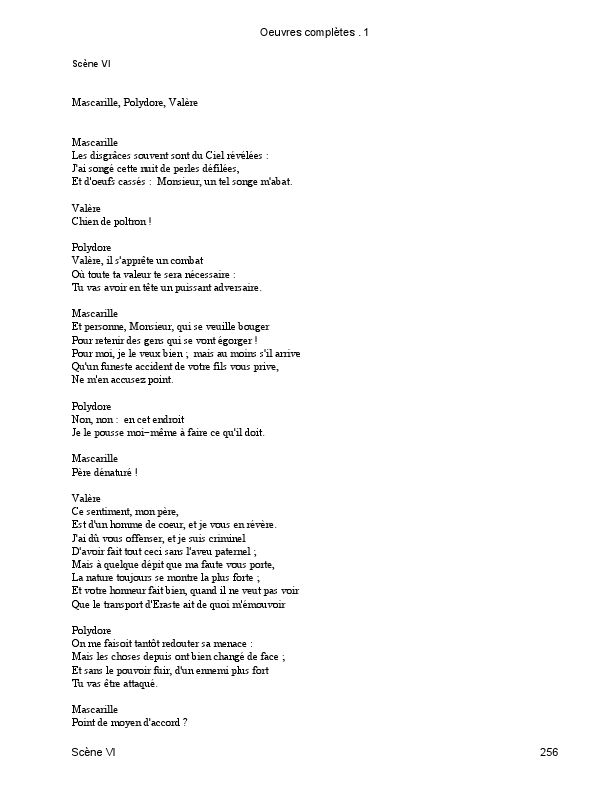 Oeuvres complètes . 1
Scène VI
Mascarille, Polydore, Valère
Mascarille
Les disgrâces souvent sont du Ciel révélées :
J'ai songé cette nuit de perles défilées,
Et d'oeufs cassés : Monsieur, un tel songe m'abat.
Valère
Chien de poltron !
Polydore
Valère, il s'apprête un combat
Où toute ta valeur te sera nécessaire :
Tu vas avoir en tête un puissant adversaire.
Mascarille
Et personne, Monsieur, qui se veuille bouger
Pour retenir des gens qui se vont égorger !
Pour moi, je le veux bien ; mais au moins s'il arrive
Qu'un funeste accident de votre fils vous prive,
Ne m'en accusez point.
Polydore
Non, non : en cet endroit
Je le pousse moi−même à faire ce qu'il doit.
Mascarille
Père dénaturé !
Valère
Ce sentiment, mon père,
Est d'un homme de coeur, et je vous en révère.
J'ai dû vous offenser, et je suis criminel
D'avoir fait tout ceci sans l'aveu paternel ;
Mais à quelque dépit que ma faute vous porte,
La nature toujours se montre la plus forte ;
Et votre honneur fait bien, quand il ne veut pas voir
Que le transport d'Eraste ait de quoi m'émouvoir
Polydore
On me faisoit tantôt redouter sa menace :
Mais les choses depuis ont bien changé de face ;
Et sans le pouvoir fuir, d'un ennemi plus fort
Tu vas être attaqué.
Mascarille
Point de moyen d'accord ?
Scène VI
256